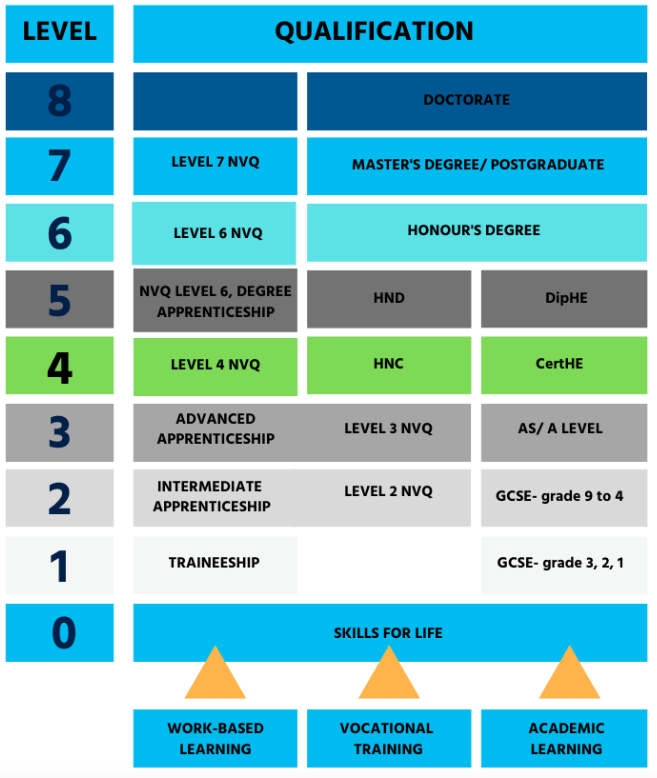 LEVEL
QUALIFICATION
8
DOCTORATE
7
LEVEL 7 NVQ
MASTER'S DEGREE/ POSTGRADUATE
6
LEVEL 6 NVQ
HONOUR'S DEGREE
5
NVQ LEVEL 6, DEGREE
APPRENTICESHIP
HND
DipHE
4
LEVEL 4 NVQ
HNC
CertHE
3
ADVANCED
APPRENTICESHIP
LEVEL 3 NVQ
AS/ A LEVEL
2
INTERMEDIATE
APPRENTICESHIP
LEVEL 2 NVQ
GCSE- grade 9 to 4
1
TRAINEESHIP
GCSE- grade 3, 2, 1
0
SKILLS FOR LIFE
WORK-BASED
LEARNING
VOCATIONAL
TRAINING
ACADEMIC
LEARNING